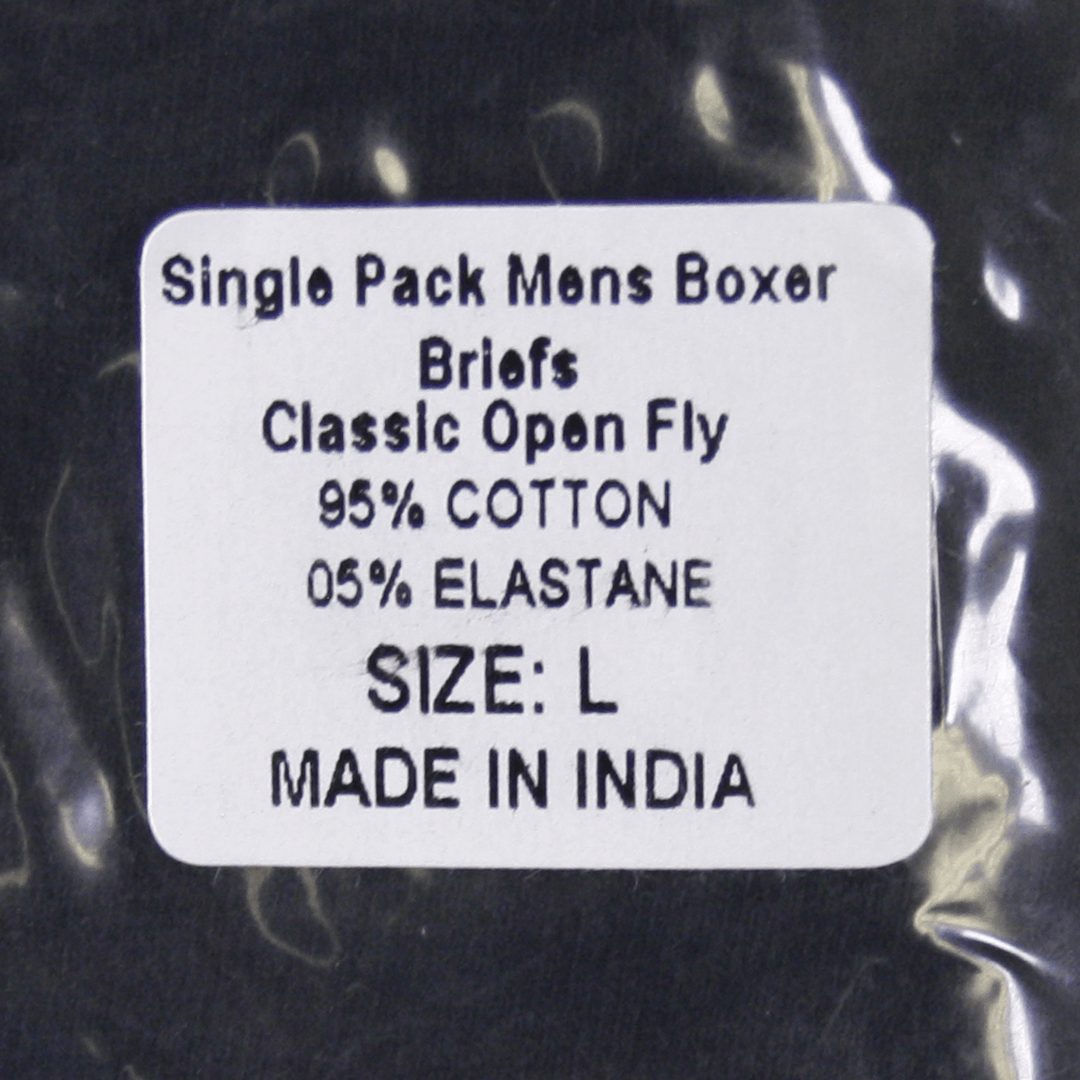 Single Pack Mens Boxer
Briefs
Classic Open Fly
95% COTTON
05% ELASTANE
SIZE: L
MADE IN INDIA